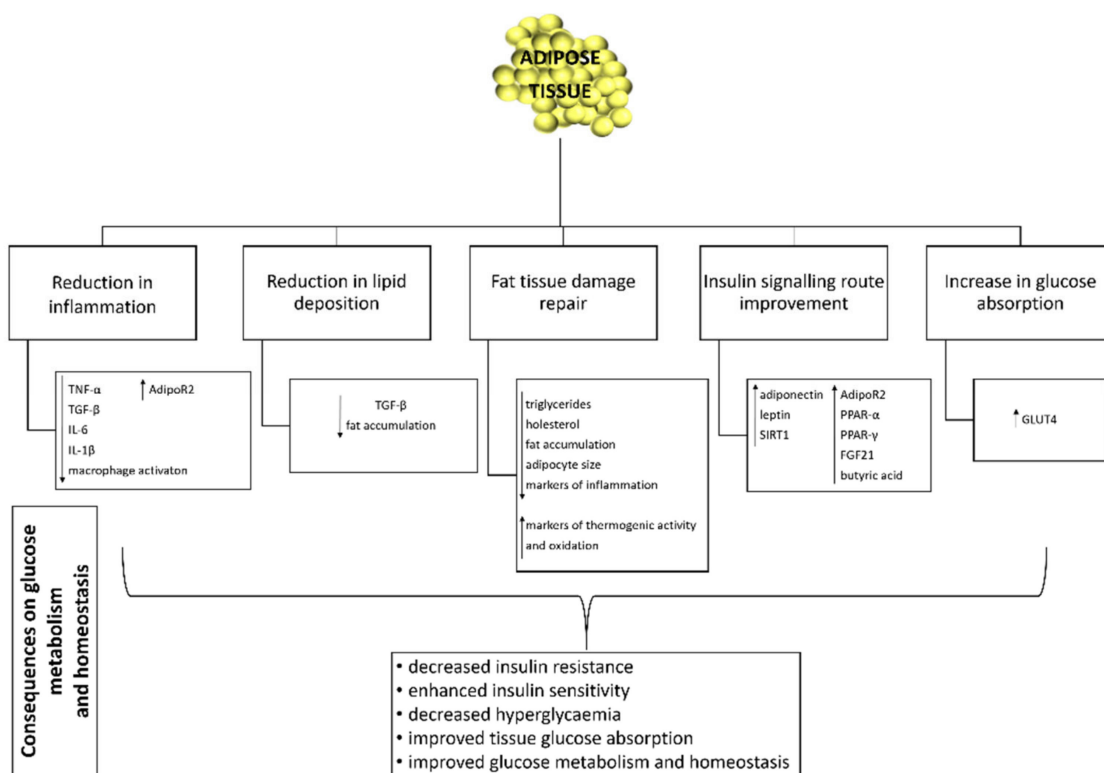 ADIPOSE
TISSUE
Reduction in
inflammation
Reduction in lipid
deposition
Fat tissue damage
repair
Insulin signalling route
improvement
Increase in glucose
absorption
TNF-α
TGF-β
IL-6
IL-1β
macrophage activaton
AdipoR2
TGF-β
fat accumulation
triglycerides
holesterol
fat accumulation
adipocyte size
markers of inflammation
markers of thermogenic activity
and oxidation
adiponectin
leptin
SIRT1
AdipoR2
PPAR-α
PPAR-γ
FGF21
butyric acid
GLUT4
Consequences on glucose
metabolism
and homeostasis
• decreased insulin resistance
• enhanced insulin sensitivity
• decreased hyperglycaemia
• improved tissue glucose absorption
• improved glucose metabolism and homeostasis